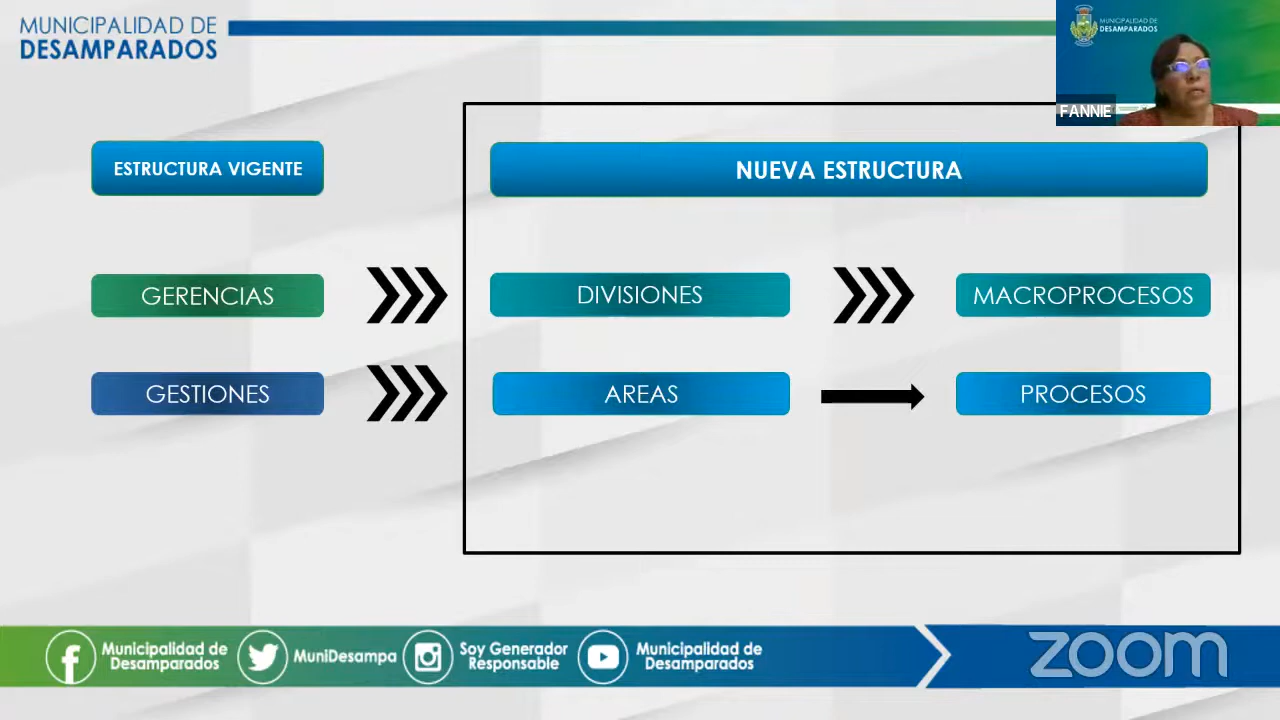 MUNICIPALIDAD DE
DESAMPARADOS
MUNICIPALIDAD DE
DESAMPARADOS
FANNIE
ESTRUCTURA VIGENTE
NUEVA ESTRUCTURA
GERENCIAS
DIVISIONES
MACROPROCESOS
GESTIONES
AREAS
PROCESOS
Municipalidad de
Desamparados
MuniDesampa
Soy Generador
Responsable
Municipalidad de
Desamparados
zoom